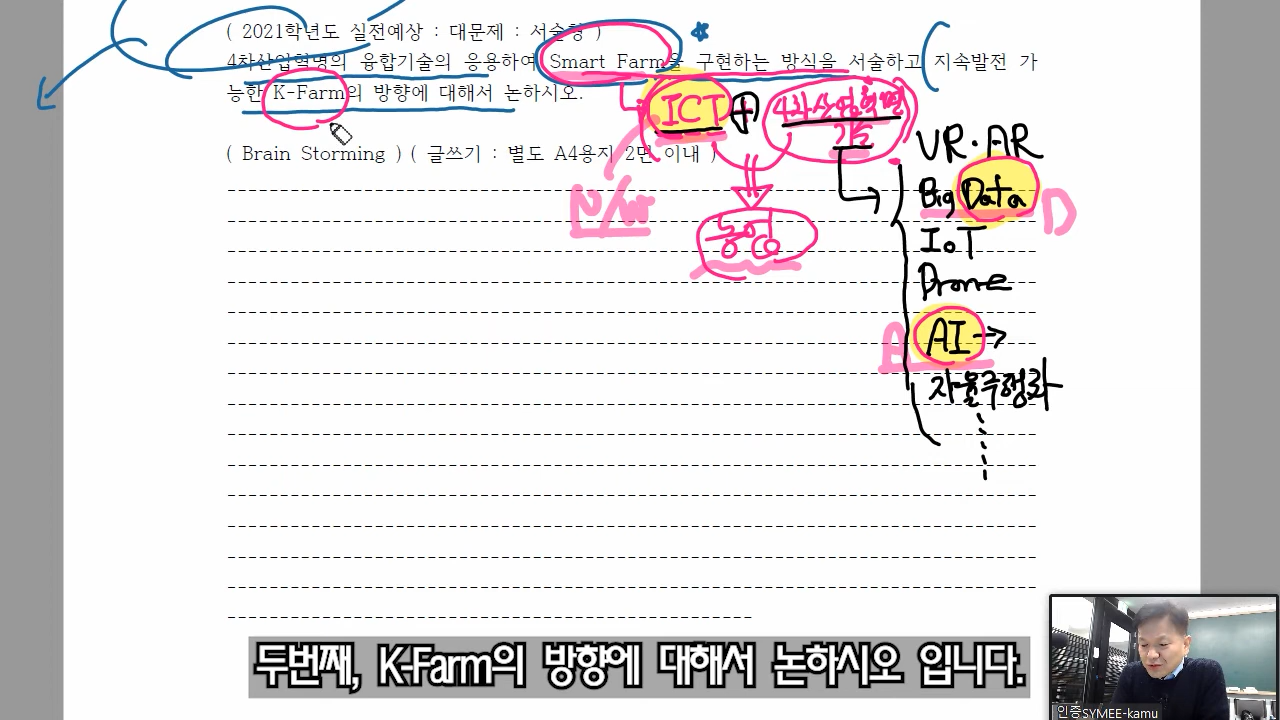 ( 2021학년도 실전예상 : 대문제 : 서술형 )
4차산업혁명의 융합기술의 응용하여 Smart Farm을 구현하는 방식을 서술하고 지속발전 가
능한 K-Farm의 방향에 대해서 논하시오.
( Brain Storming ) ( 글쓰기 : 별도 A4용지 2면 이내 )
ICT + 4차산업혁명
기술
N/W
VR·AR
Big Data D
IoT
Drone
A AI →
자율주행차
두번째, K-Farm의 방향에 대해서 논하시오 입니다.
인증SYMEE-kamu